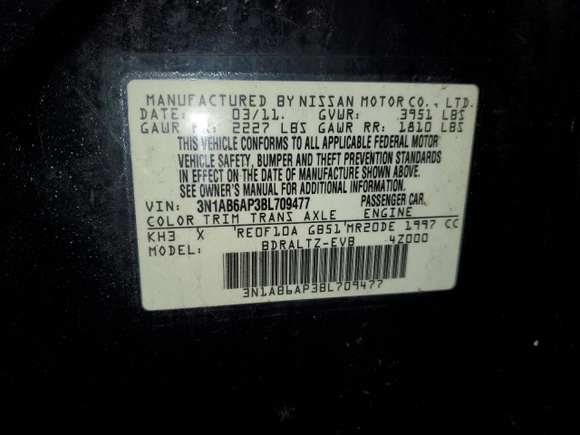 MANUFACTURED BY NISSAN MOTOR CO., LTD.
DATE: 03/11. GVWR: 3951 LBS
GAWR FR: 2227 LBS GAWR RR: 1810 LBS
THIS VEHICLE CONFORMS TO ALL APPLICABLE FEDERAL MOTOR
VEHICLE SAFETY, BUMPER AND THEFT PREVENTION STANDARDS
IN EFFECT ON THE DATE OF MANUFACTURE SHOWN ABOVE.
SEE OWNER'S MANUAL FOR ADDITIONAL INFORMATION.
VIN: 3N1AB6AP3BL709477 PASSENGER CAR.
COLOR TRIM TRANS AXLE ENGINE
KH3 X 'REOF10A GB51'MR20DE 1997 CC
MODEL: BDRALTZ-EVB 4Z000
3N1AB6AP3BL709477